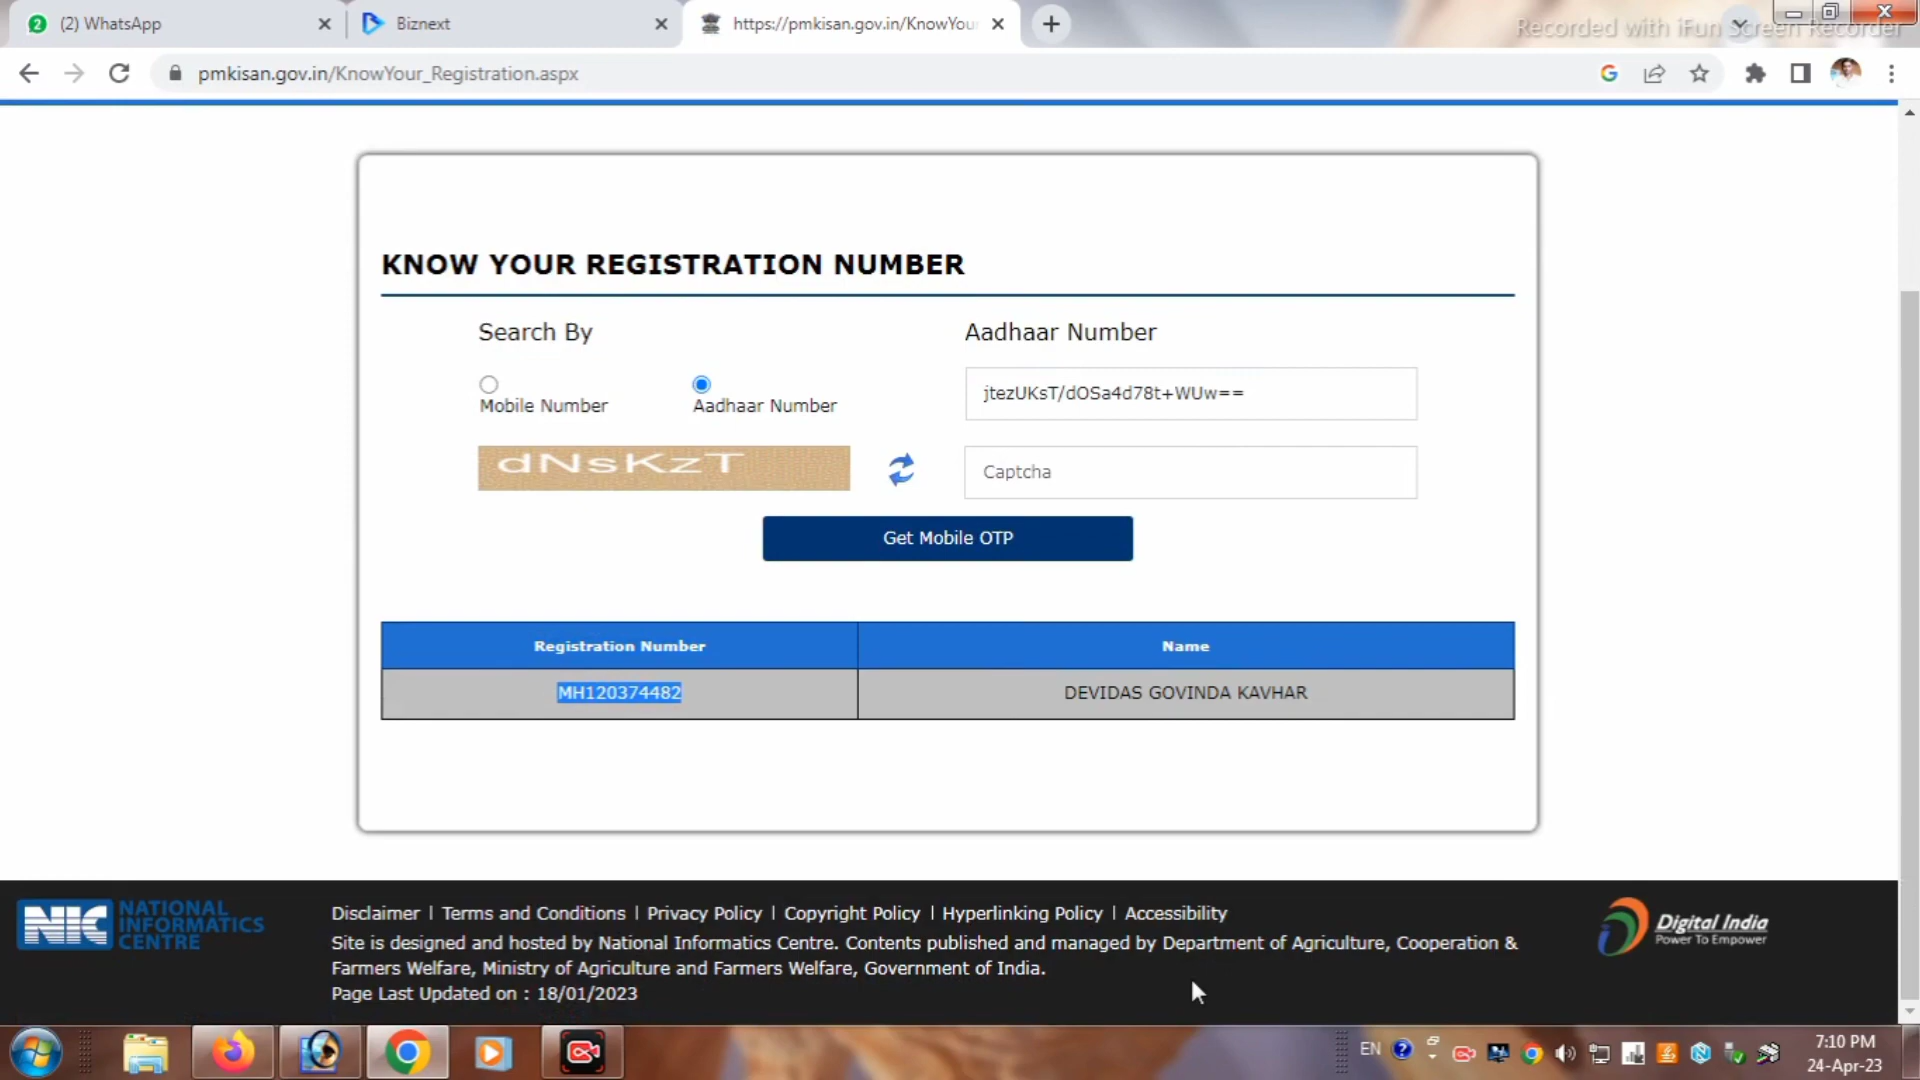 (2) WhatsApp
Biznext
https://pmkisan.gov.in/KnowYou
Recorded with iFun Screen Recorder
pmkisan.gov.in/KnowYour_Registration.aspx
KNOW YOUR REGISTRATION NUMBER
Search By
Aadhaar Number
Mobile Number
Aadhaar Number
jtezUKsT/dOSa4d78t+WUw==
dNsKzT
Captcha
Get Mobile OTP
Registration Number Name
MH120374482 DEVIDAS GOVINDA KAVHAR
NIC NATIONAL INFORMATICS CENTRE
Disclaimer | Terms and Conditions | Privacy Policy | Copyright Policy | Hyperlinking Policy | Accessibility
Site is designed and hosted by National Informatics Centre. Contents published and managed by Department of Agriculture, Cooperation &
Farmers Welfare, Ministry of Agriculture and Farmers Welfare, Government of India.
Page Last Updated on : 18/01/2023
Digital India
Power To Empower
EN
7:10 PM
24-Apr-23